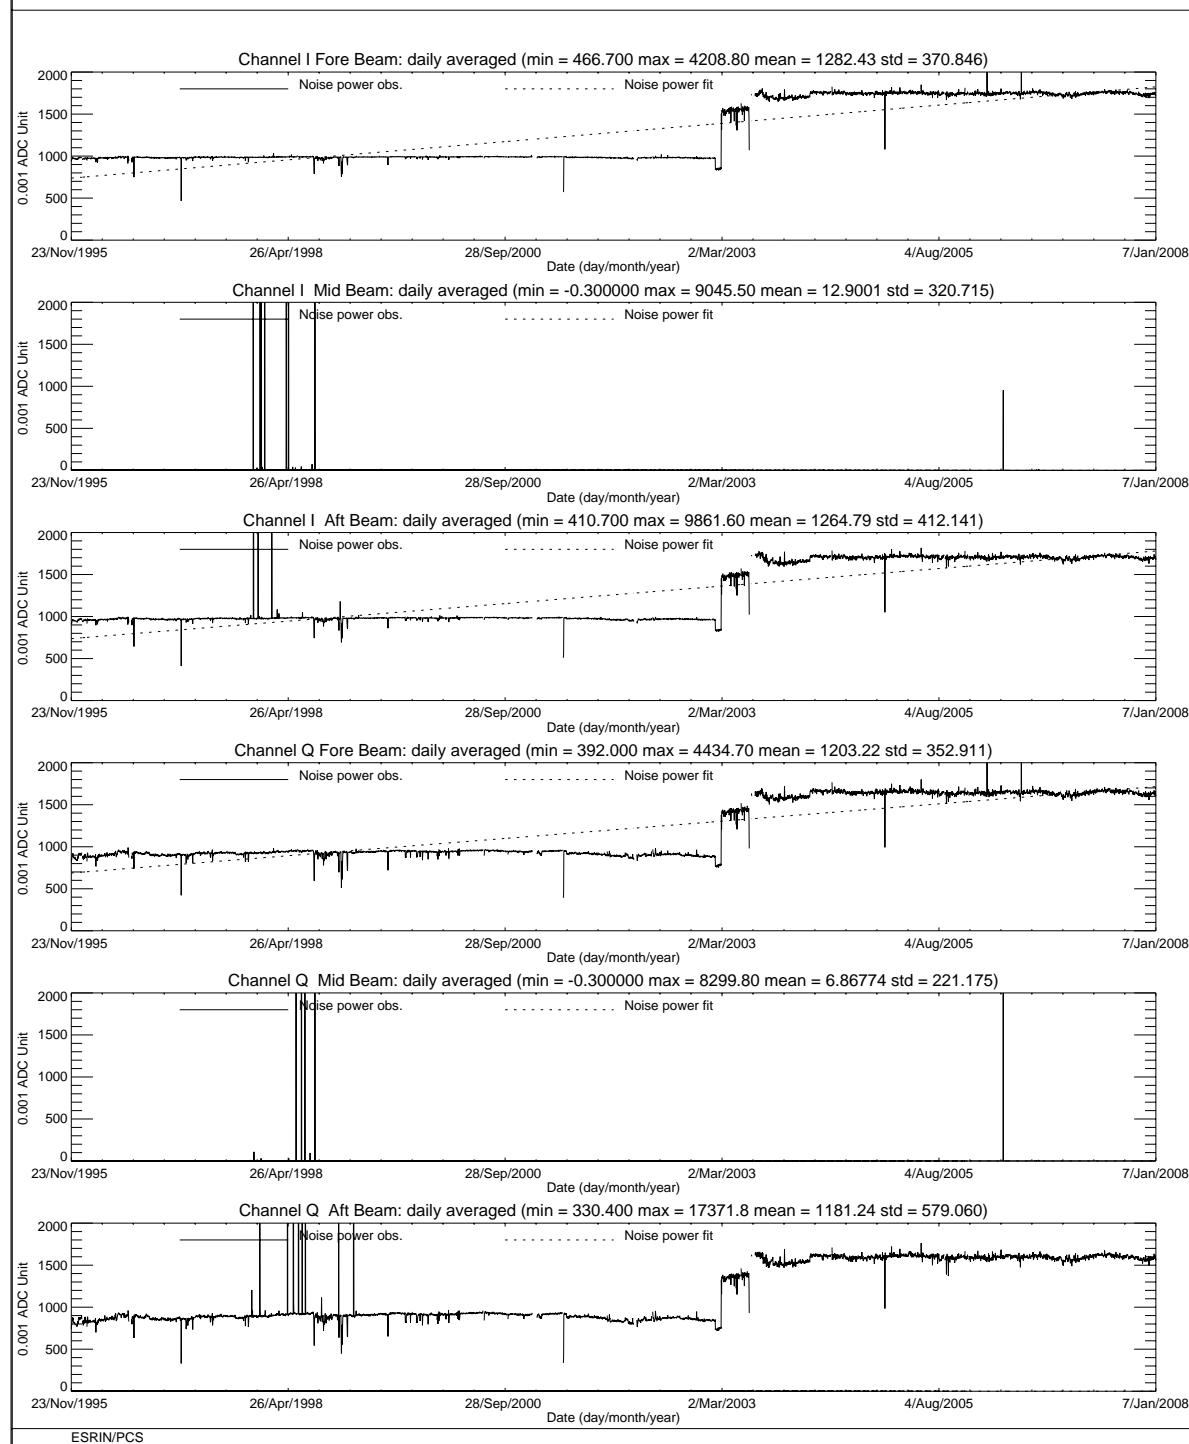 Channel I Fore Beam: daily averaged (min = 466.700 max = 4208.80 mean = 1282.43 std = 370.846)
2000
1500
1000
500
0
0.001 ADC Unit
Noise power obs.
Noise power fit
23/Nov/1995
26/Apr/1998
28/Sep/2000
2/Mar/2003
4/Aug/2005
7/Jan/2008
Date (day/month/year)
Channel I Mid Beam: daily averaged (min = -0.300000 max = 9045.50 mean = 12.9001 std = 320.715)
2000
1500
1000
500
0
0.001 ADC Unit
Noise power obs.
Noise power fit
23/Nov/1995
26/Apr/1998
28/Sep/2000
2/Mar/2003
4/Aug/2005
7/Jan/2008
Date (day/month/year)
Channel I Aft Beam: daily averaged (min = 410.700 max = 9861.60 mean = 1264.79 std = 412.141)
2000
1500
1000
500
0
0.001 ADC Unit
Noise power obs.
Noise power fit
23/Nov/1995
26/Apr/1998
28/Sep/2000
2/Mar/2003
4/Aug/2005
7/Jan/2008
Date (day/month/year)
Channel Q Fore Beam: daily averaged (min = 392.000 max = 4434.70 mean = 1203.22 std = 352.911)
2000
1500
1000
500
0
0.001 ADC Unit
Noise power obs.
Noise power fit
23/Nov/1995
26/Apr/1998
28/Sep/2000
2/Mar/2003
4/Aug/2005
7/Jan/2008
Date (day/month/year)
Channel Q Mid Beam: daily averaged (min = -0.300000 max = 8299.80 mean = 6.86774 std = 221.175)
2000
1500
1000
500
0
0.001 ADC Unit
Noise power obs.
Noise power fit
23/Nov/1995
26/Apr/1998
28/Sep/2000
2/Mar/2003
4/Aug/2005
7/Jan/2008
Date (day/month/year)
Channel Q Aft Beam: daily averaged (min = 330.400 max = 17371.8 mean = 1181.24 std = 579.060)
2000
1500
1000
500
0
0.001 ADC Unit
Noise power obs.
Noise power fit
23/Nov/1995
26/Apr/1998
28/Sep/2000
2/Mar/2003
4/Aug/2005
7/Jan/2008
Date (day/month/year)
ESRIN/PCS